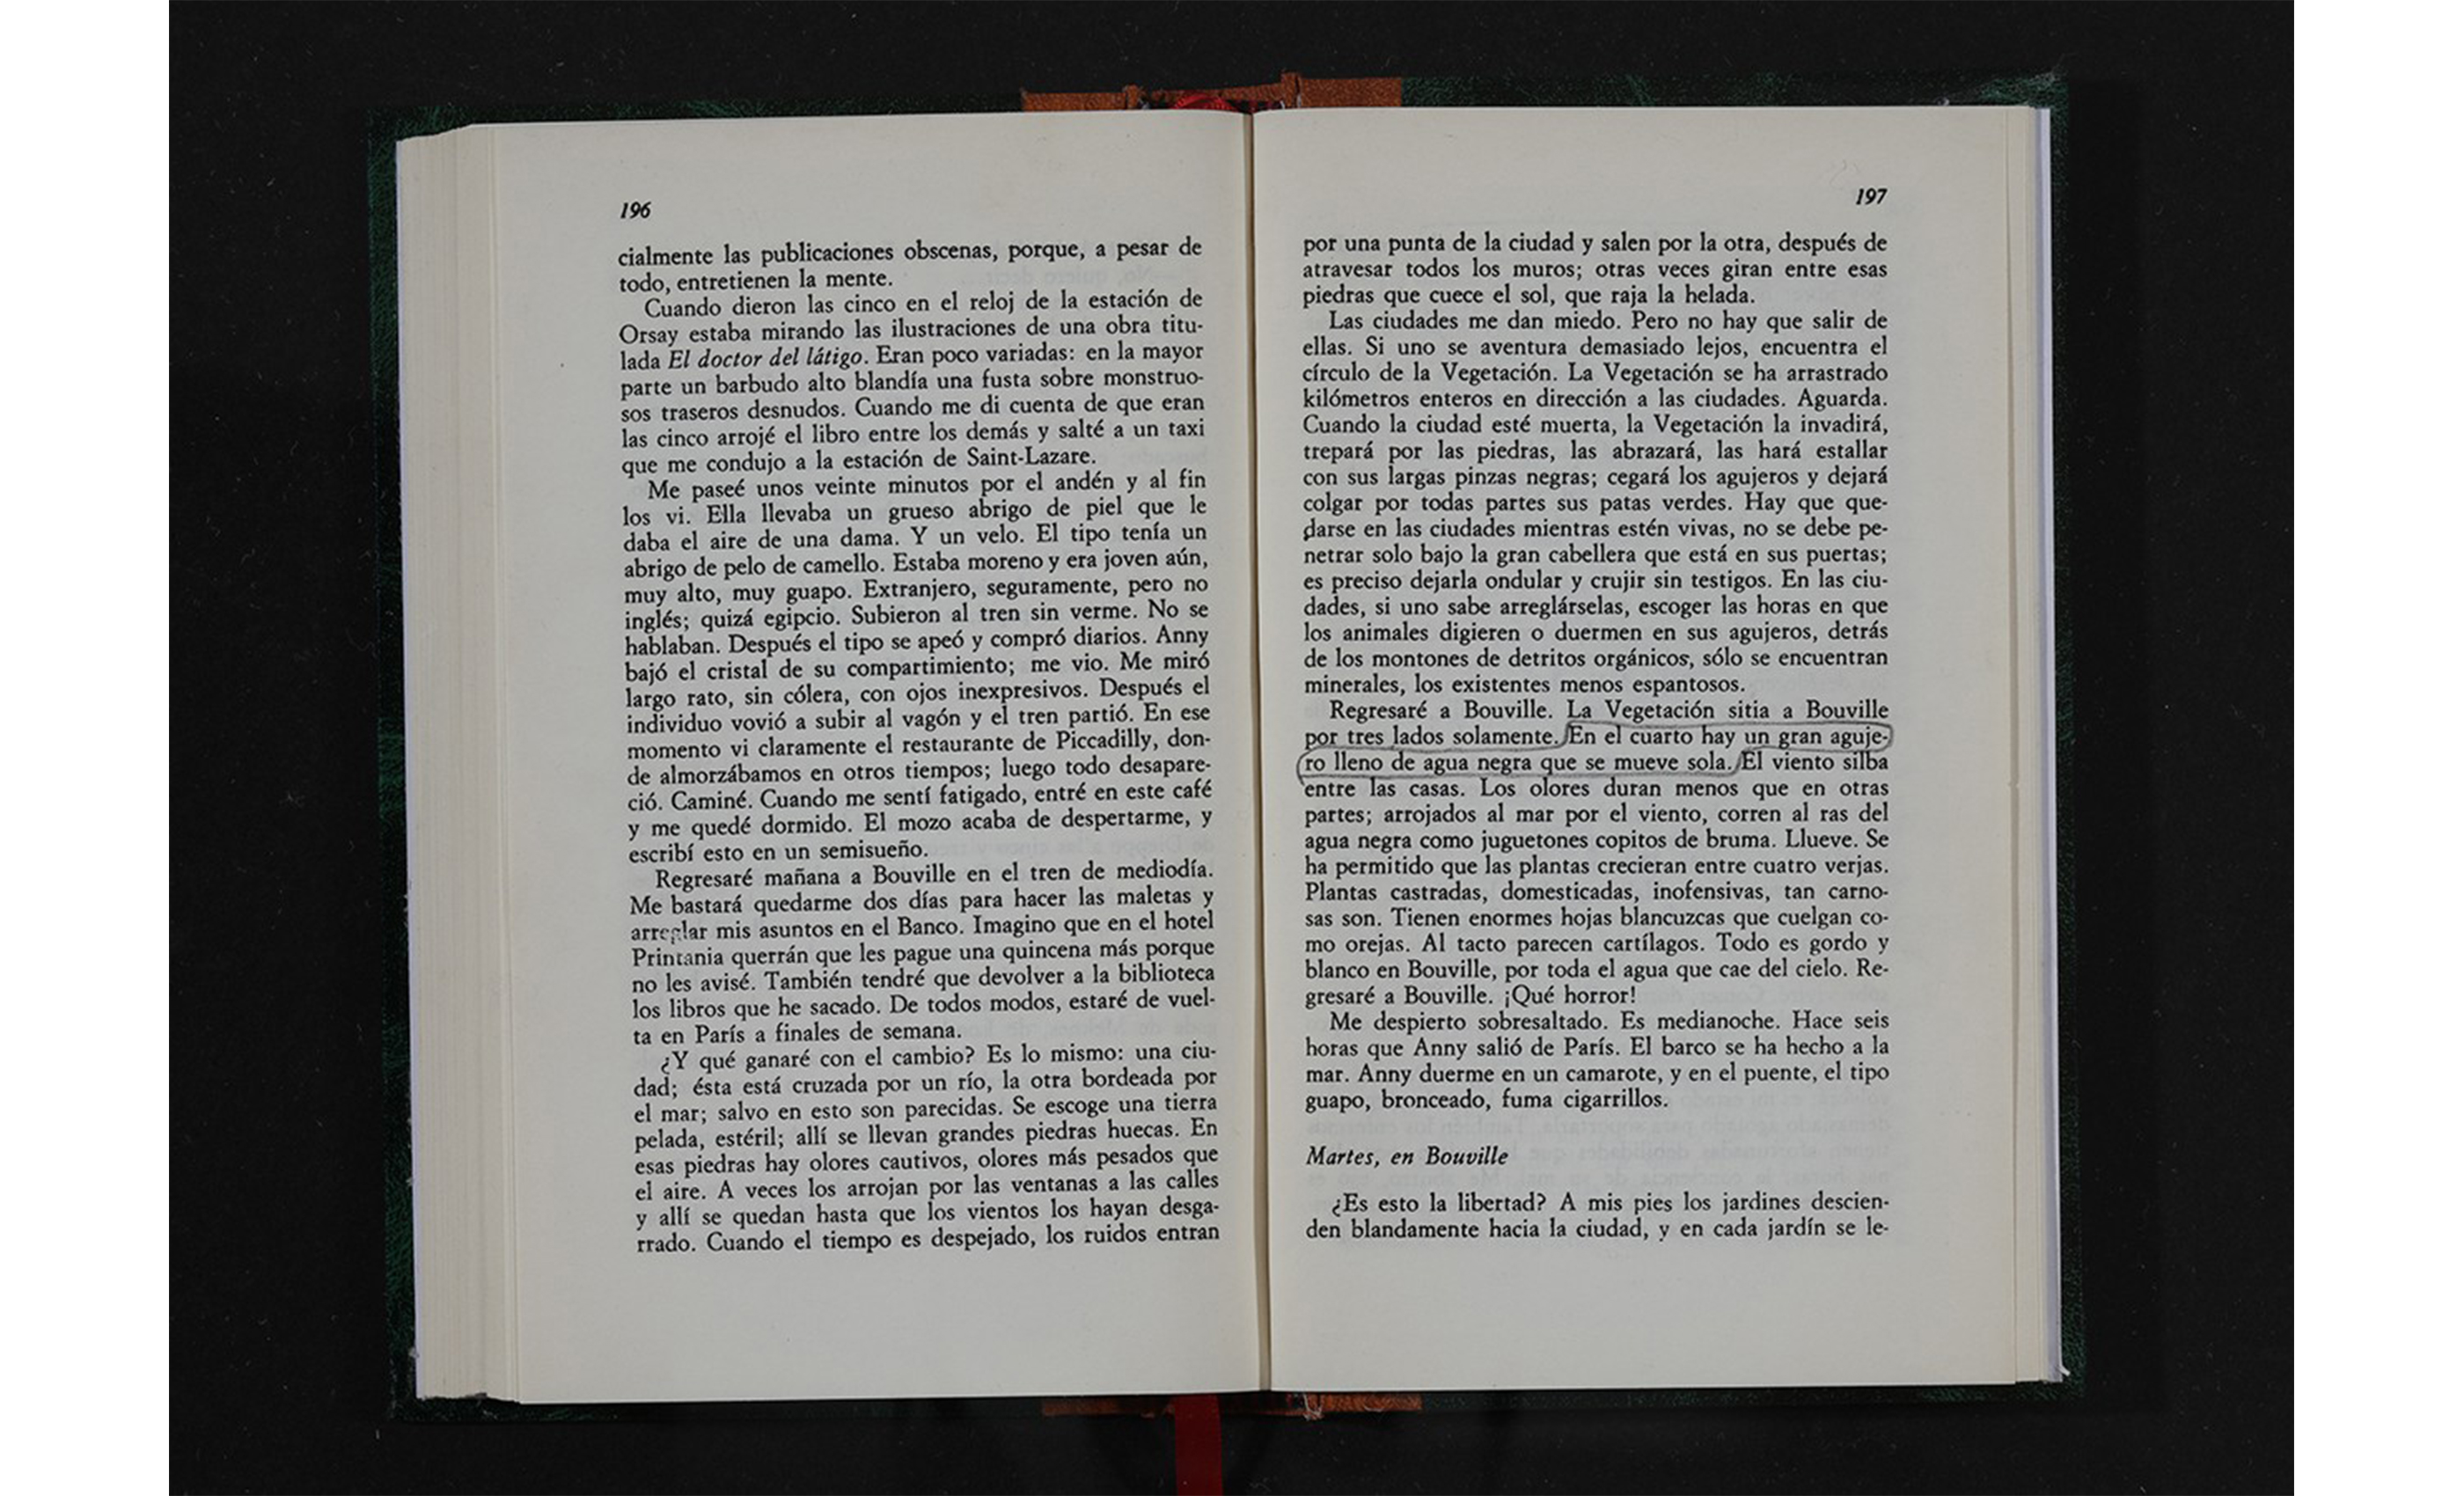 196
cialmente las publicaciones obscenas, porque, a pesar de
todo, entretienen la mente.
Cuando dieron las cinco en el reloj de la estación de
Orsay estaba mirando las ilustraciones de una obra titu-
lada El doctor del látigo. Eran poco variadas: en la mayor
parte un barbudo alto blandía una fusta sobre monstruo-
sos traseros desnudos. Cuando me di cuenta de que eran
las cinco arrojé el libro entre los demás y salté a un taxi
que me condujo a la estación de Saint-Lazare.
Me paseé unos veinte minutos por el andén y al fin
los vi. Ella llevaba un grueso abrigo de piel que le
daba el aire de una dama. Y un velo. El tipo tenía un
abrigo de pelo de camello. Estaba moreno y era joven aún,
muy alto, muy guapo. Extranjero, seguramente, pero no
inglés; quizá egipcio. Subieron al tren sin verme. No se
hablaban. Después el tipo se apeó y compró diarios. Anny
bajó el cristal de su compartimiento; me vio. Me miró
largo rato, sin cólera, con ojos inexpresivos. Después el
individuo vovió a subir al vagón y el tren partió. En ese
momento vi claramente el restaurante de Piccadilly, don-
de almorzábamos en otros tiempos; luego todo desapare-
ció. Caminé. Cuando me sentí fatigado, entré en este café
y me quedé dormido. El mozo acaba de despertarme, y
escribí esto en un semisueño.
Regresaré mañana a Bouville en el tren de mediodía.
Me bastará quedarme dos días para hacer las maletas y
arreglar mis asuntos en el Banco. Imagino que en el hotel
Printania querrán que les pague una quincena más porque
no les avisé. También tendré que devolver a la biblioteca
los libros que he sacado. De todos modos, estaré de vuel-
ta en París a finales de semana.
¿Y qué ganaré con el cambio? Es lo mismo: una ciu-
dad; ésta está cruzada por un río, la otra bordeada por
el mar; salvo en esto son parecidas. Se escoge una tierra
pelada, estéril; allí se llevan grandes piedras huecas. En
esas piedras hay olores cautivos, olores más pesados que
el aire. A veces los arrojan por las ventanas a las calles
y allí se quedan hasta que los vientos los hayan desga-
rrado. Cuando el tiempo es despejado, los ruidos entran
197
por una punta de la ciudad y salen por la otra, después de
atravesar todos los muros; otras veces giran entre esas
piedras que cuece el sol, que raja la helada.
Las ciudades me dan miedo. Pero no hay que salir de
ellas. Si uno se aventura demasiado lejos, encuentra el
círculo de la Vegetación. La Vegetación se ha arrastrado
kilómetros enteros en dirección a las ciudades. Aguarda.
Cuando la ciudad esté muerta, la Vegetación la invadirá,
trepará por las piedras, las abrazará, las hará estallar
con sus largas pinzas negras; cegará los agujeros y dejará
colgar por todas partes sus patas verdes. Hay que que-
darse en las ciudades mientras estén vivas, no se debe pe-
netrar solo bajo la gran cabellera que está en sus puertas;
es preciso dejarla ondular y crujir sin testigos. En las ciu-
dades, si uno sabe arreglárselas, escoger las horas en que
los animales digieren o duermen en sus agujeros, detrás
de los montones de detritos orgánicos, sólo se encuentran
minerales, los existentes menos espantosos.
Regresaré a Bouville. La Vegetación sitia a Bouville
por tres lados solamente. En el cuarto hay un gran aguje-
ro lleno de agua negra que se mueve sola. El viento silba
entre las casas. Los olores duran menos que en otras
partes; arrojados al mar por el viento, corren al ras del
agua negra como juguetones copitos de bruma. Llueve. Se
ha permitido que las plantas crecieran entre cuatro verjas.
Plantas castradas, domesticadas, inofensivas, tan carno-
sas son. Tienen enormes hojas blancuzcas que cuelgan co-
mo orejas. Al tacto parecen cartílagos. Todo es gordo y
blanco en Bouville, por toda el agua que cae del cielo. Re-
gresaré a Bouville. ¡Qué horror!
Me despierto sobresaltado. Es medianoche. Hace seis
horas que Anny salió de París. El barco se ha hecho a la
mar. Anny duerme en un camarote, y en el puente, el tipo
guapo, bronceado, fuma cigarrillos.
Martes, en Bouville
¿Es esto la libertad? A mis pies los jardines descien-
den blandamente hacia la ciudad, y en cada jardín se le-